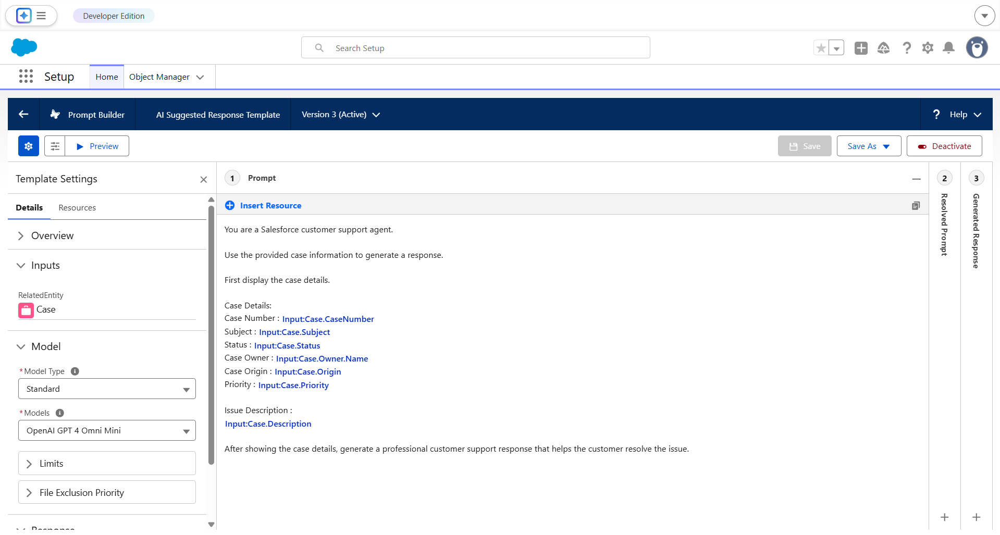 Developer Edition
Search Setup
Setup
Home
Object Manager
Prompt Builder
AI Suggested Response Template
Version 3 (Active)
? Help
Preview
Save
Save As
Deactivate
Template Settings
Details
Resources
Overview
Inputs
RelatedEntity
Case
Model
*Model Type
Standard
*Models
OpenAI GPT 4 Omni Mini
Limits
File Exclusion Priority
Response
1 Prompt
Insert Resource
You are a Salesforce customer support agent.
Use the provided case information to generate a response.
First display the case details.
Case Details:
Case Number : Input:Case.CaseNumber
Subject : Input:Case.Subject
Status : Input:Case.Status
Case Owner : Input:Case.Owner.Name
Case Origin : Input:Case.Origin
Priority : Input:Case.Priority
Issue Description :
Input:Case.Description
After showing the case details, generate a professional customer support response that helps the customer resolve the issue.
2 Resolved Prompt
3 Generated Response